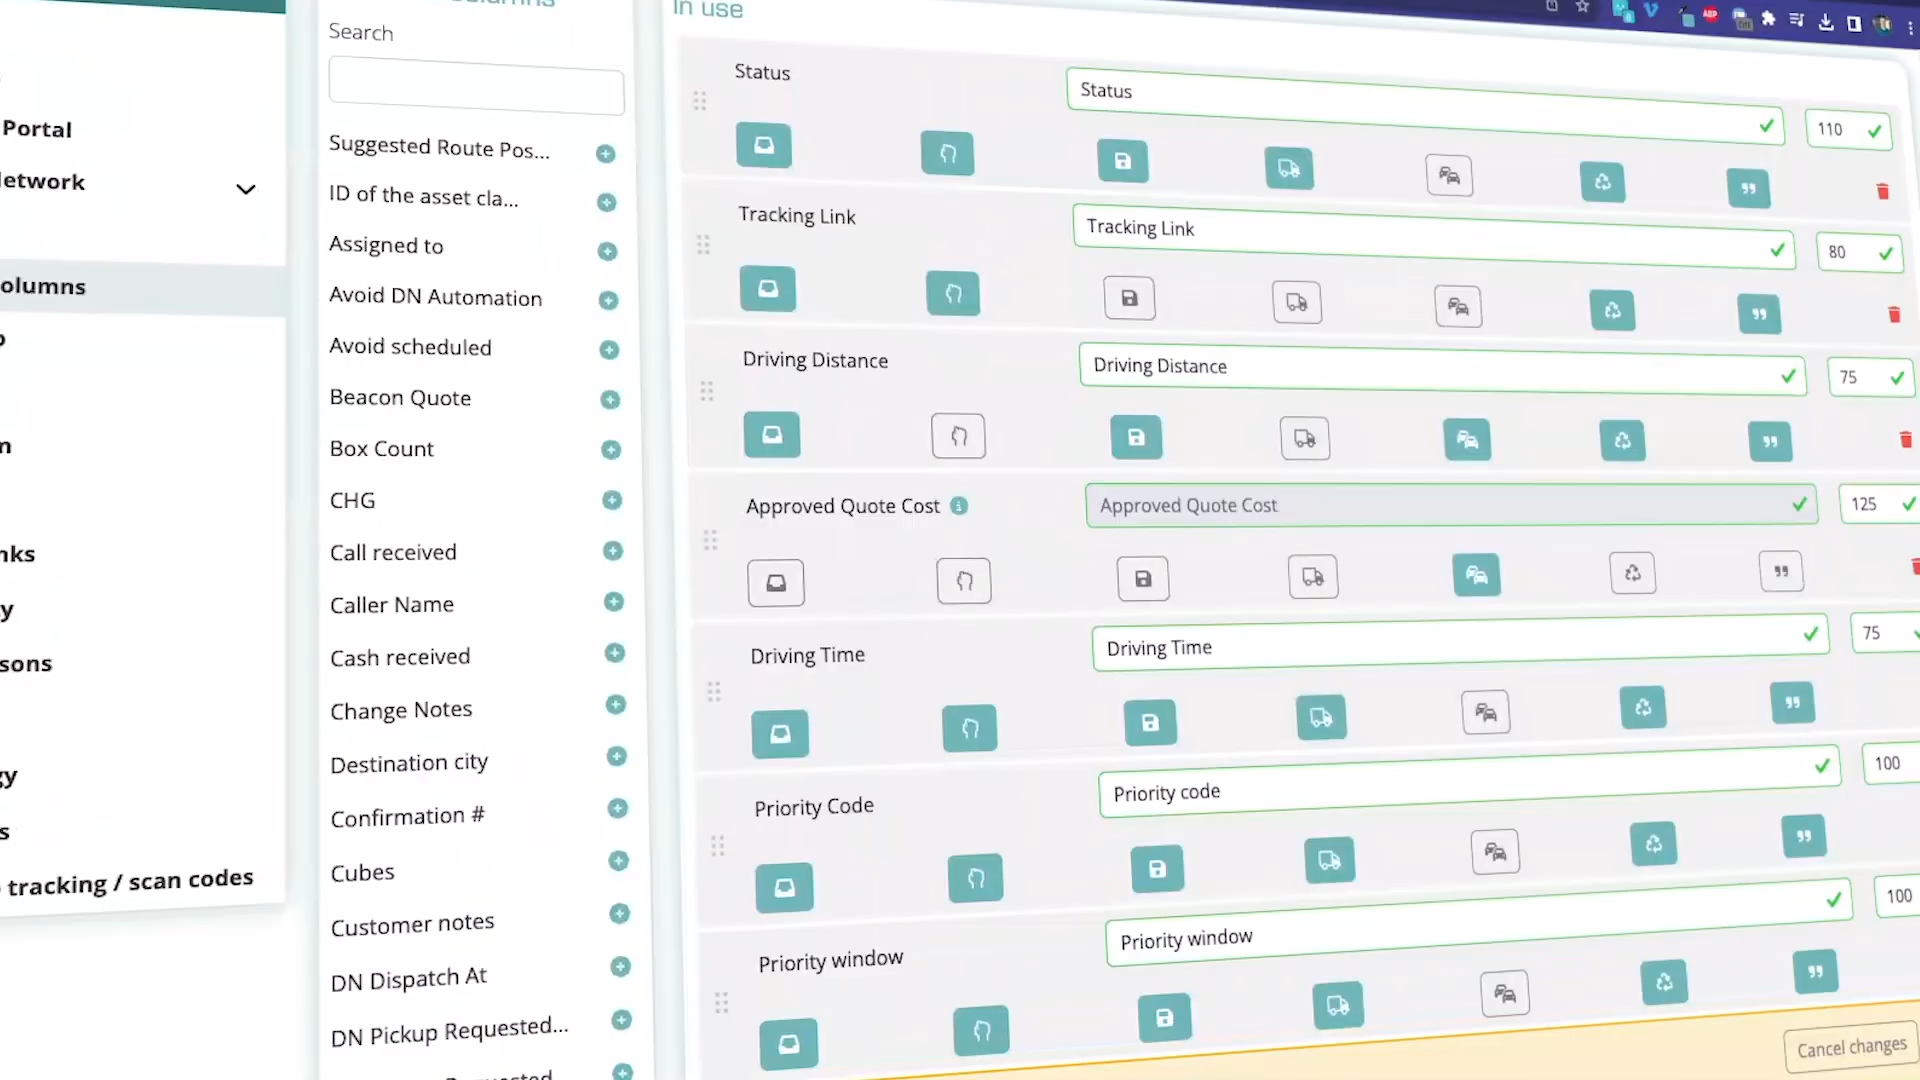 Portal
olumns
nks
sons
tracking / scan codes
Search
Suggested Route Pos...
ID of the asset cla...
Assigned to
Avoid DN Automation
Avoid scheduled
Beacon Quote
Box Count
CHG
Call received
Caller Name
Cash received
Change Notes
Destination city
Confirmation #
Cubes
Customer notes
DN Dispatch At
DN Pickup Requested...
In use
Status
Status
110
Tracking Link
Tracking Link
80
Driving Distance
Driving Distance
75
Approved Quote Cost
Approved Quote Cost
125
Driving Time
Driving Time
75
Priority Code
Priority code
100
Priority window
Priority window
100
Cancel changes